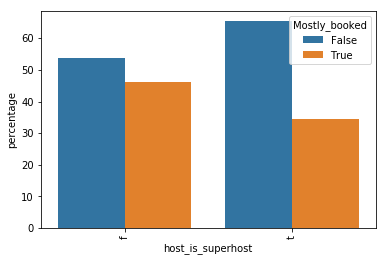 Mostly_booked
False
True
percentage
60
50
40
30
20
10
0
f
t
host_is_superhost